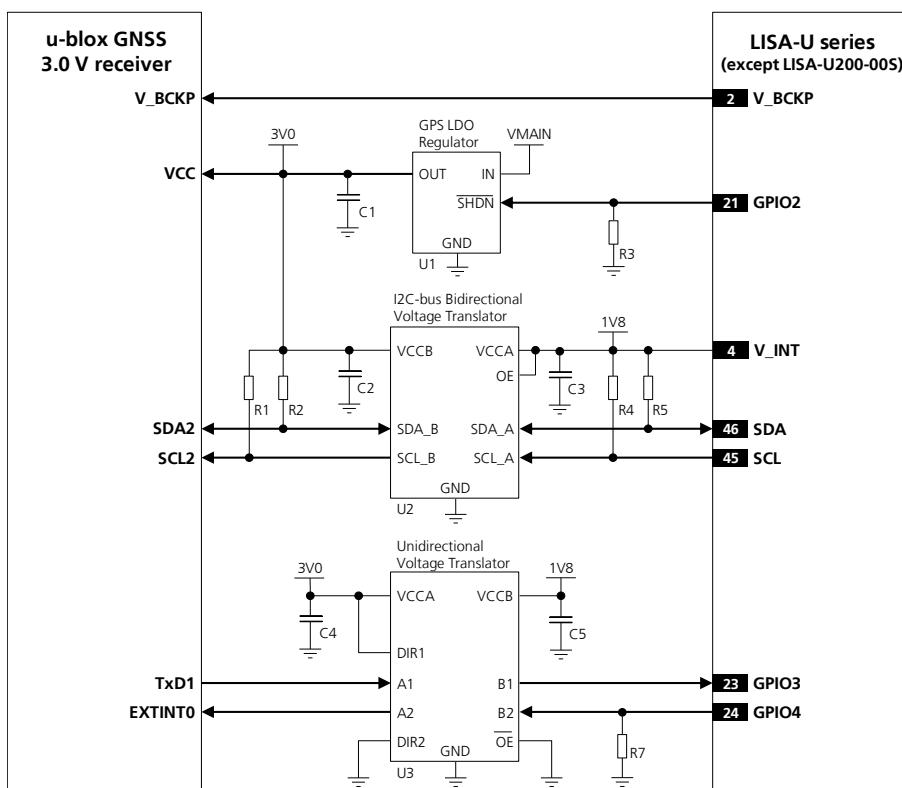 u-blox GNSS
3.0 V receiver
LISA-U series
(except LISA-U200-00S)
V_BCKP
2 V_BCKP
GPS LDO
Regulator
3V0
VMAIN
VCC
OUT
IN
C1
SHDN
21 GPIO2
GND
R3
U1
I2C-bus Bidirectional
Voltage Translator
1V8
VCCB
VCCA
4 V_INT
OE
C2
C3
R1
R2
R4
R5
SDA2
SDA_B
SDA_A
46 SDA
SCL2
SCL_B
SCL_A
45 SCL
GND
U2
Unidirectional
Voltage Translator
3V0
1V8
VCCA
VCCB
C4
C5
DIR1
TxD1
A1
B1
23 GPIO3
EXTINT0
A2
B2
24 GPIO4
DIR2
OE
GND
R7
U3